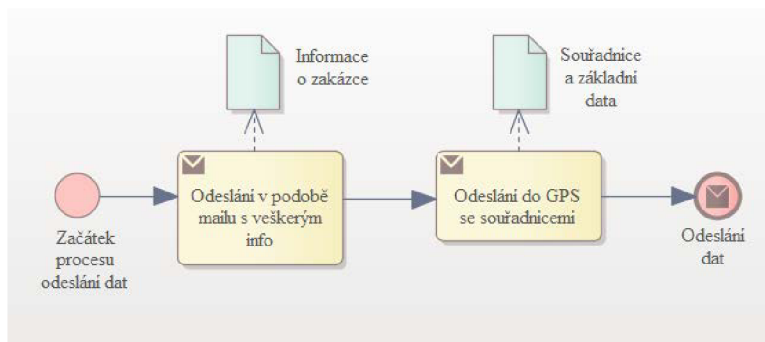 Informace
o zakázce
Souřadnice
a základní
data
Odeslání v podobě
mailu s veškerým
info
Odeslání do GPS
se souřadnicemi
Začátek
procesu
odeslání dat
Odeslání
dat